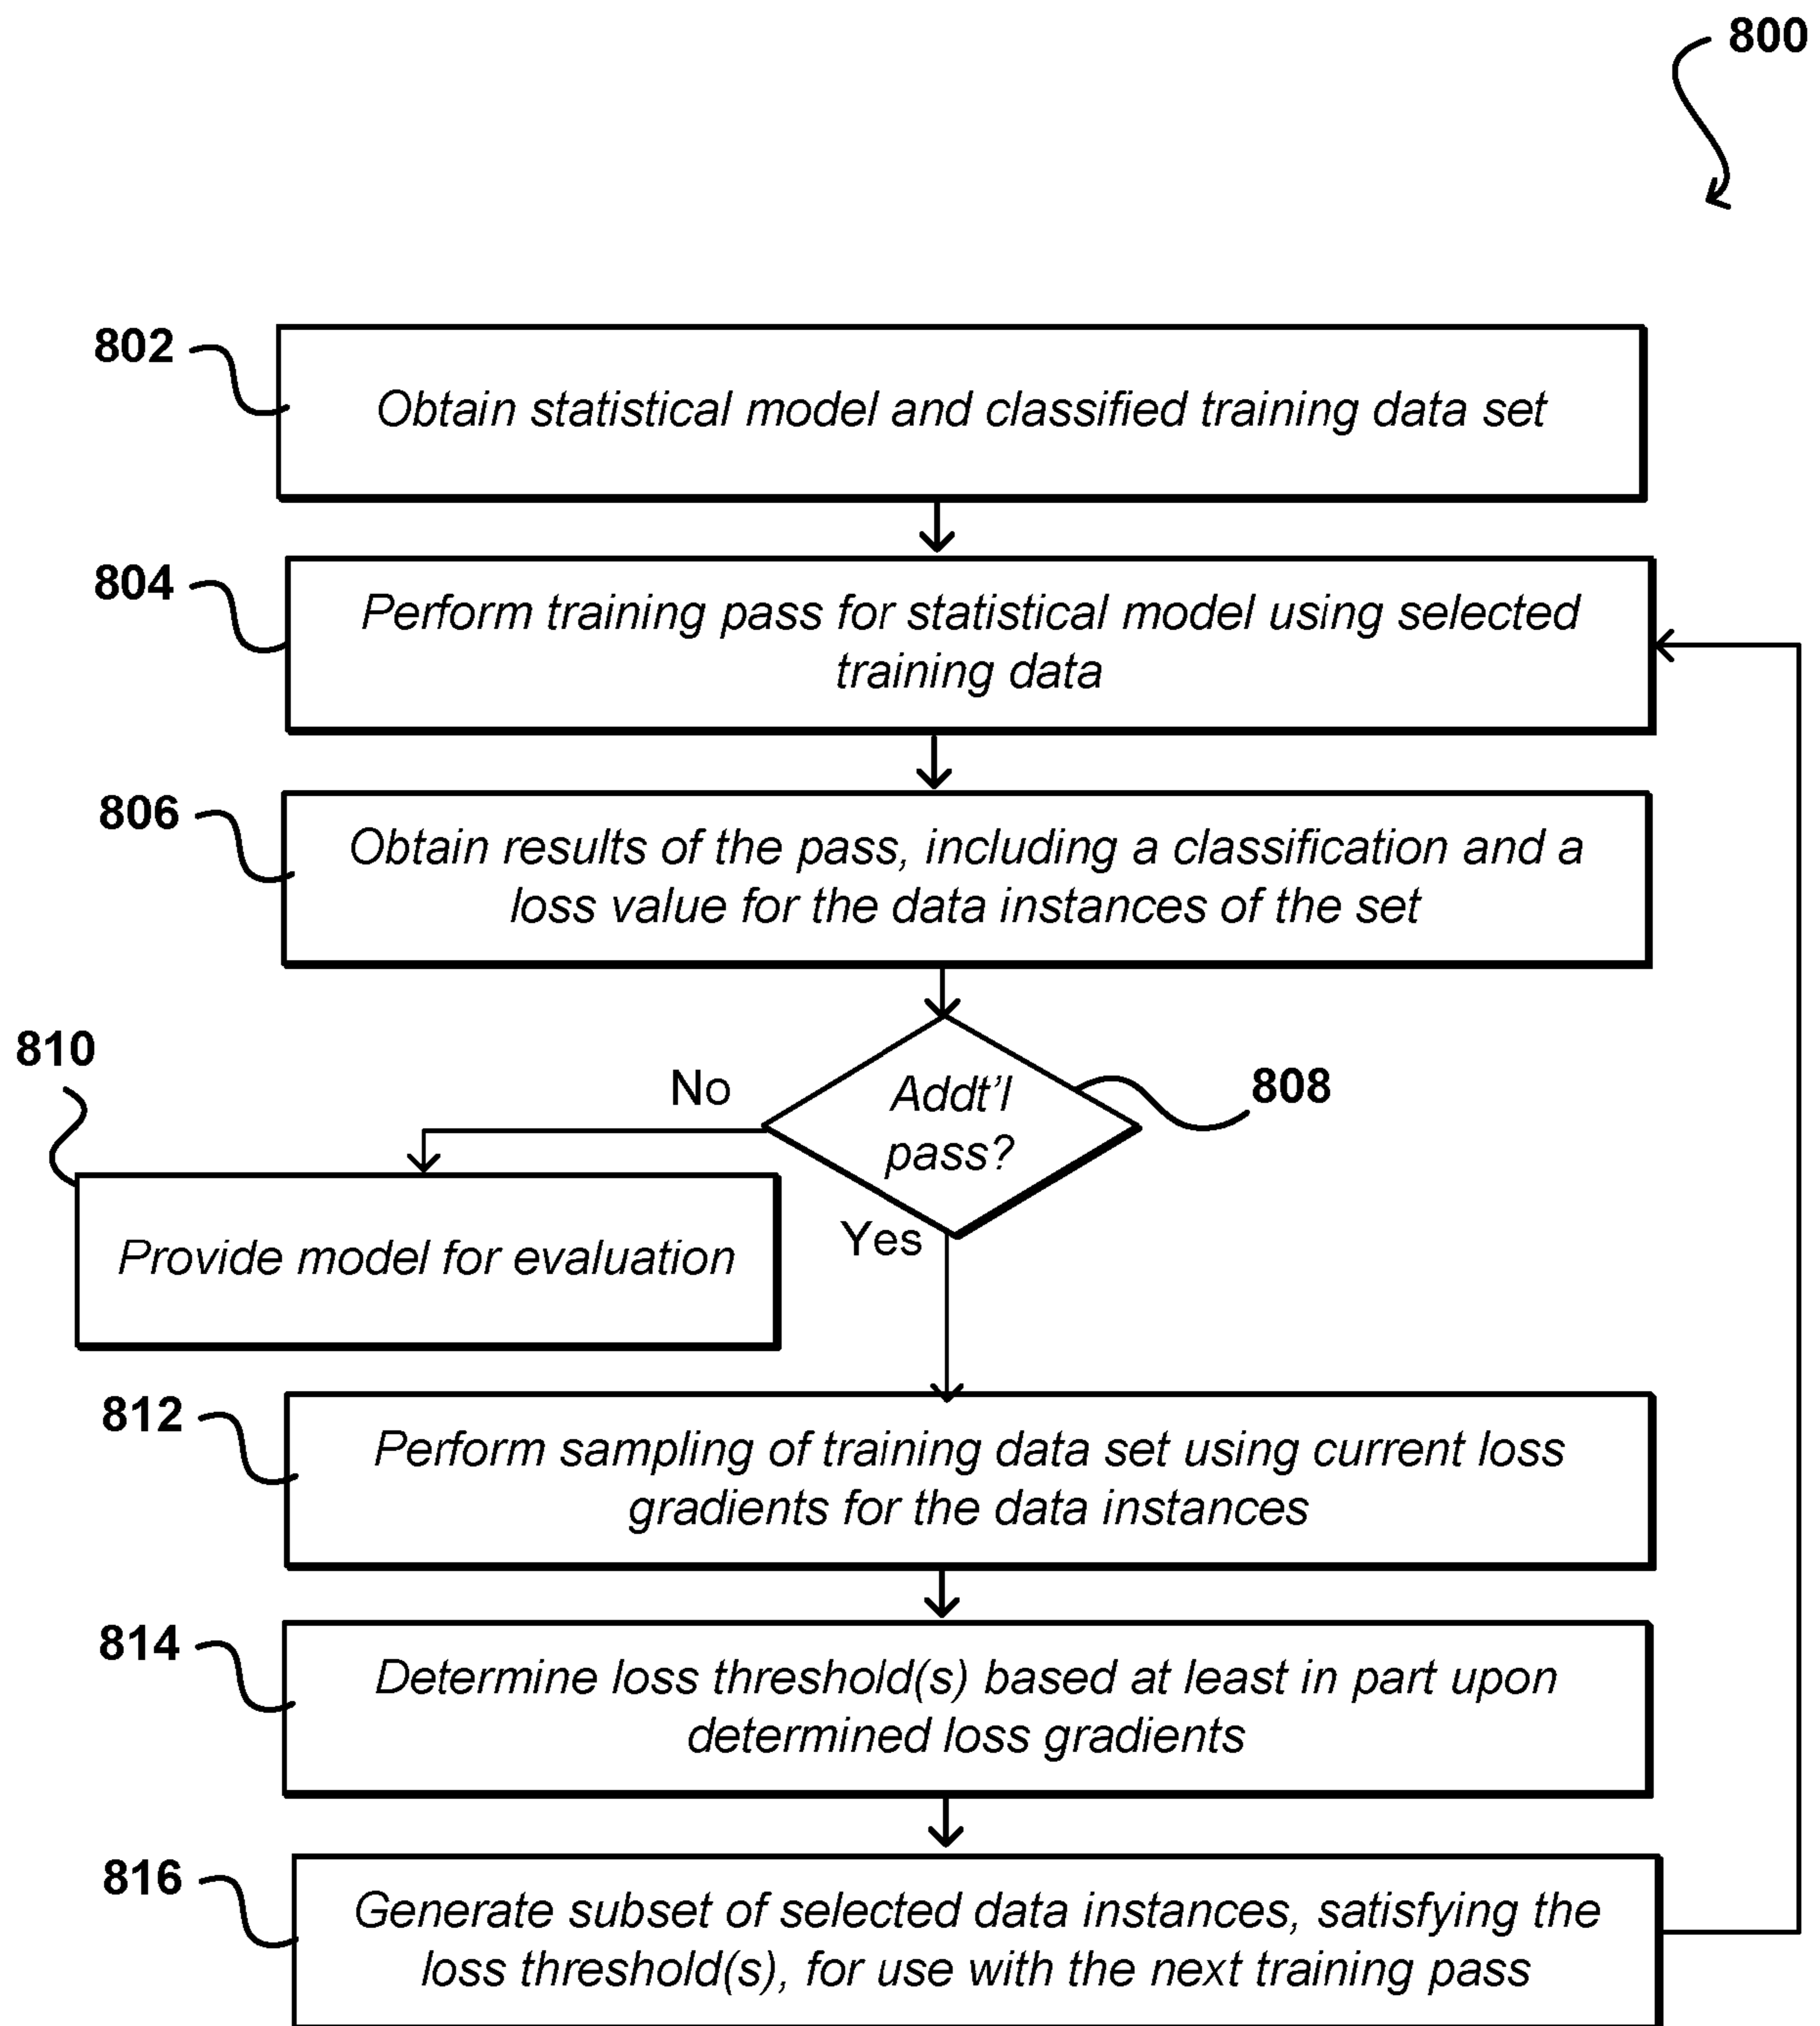 800
802
Obtain statistical model and classified training data set
804
Perform training pass for statistical model using selected
training data
806
Obtain results of the pass, including a classification and a
loss value for the data instances of the set
810
No
Addt'l
pass?
808
Provide model for evaluation
Yes
812
Perform sampling of training data set using current loss
gradients for the data instances
814
Determine loss threshold(s) based at least in part upon
determined loss gradients
816
Generate subset of selected data instances, satisfying the
loss threshold(s), for use with the next training pass